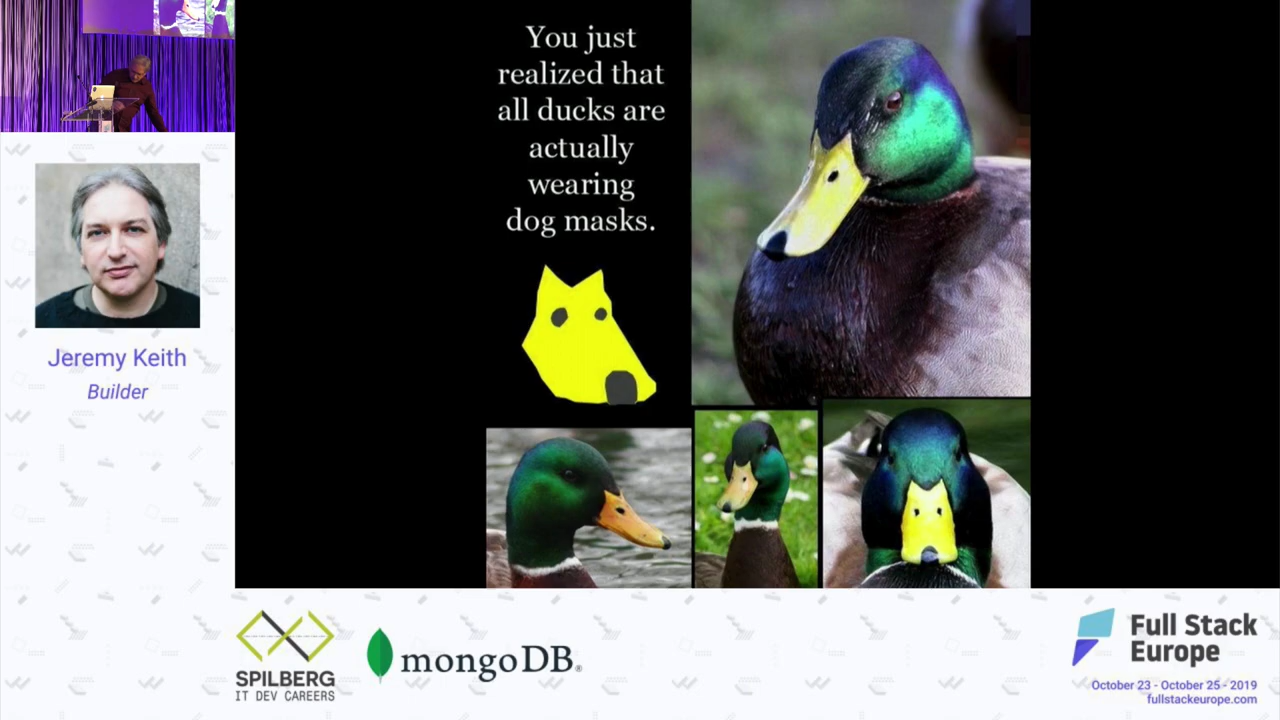 You just
realized that
all ducks are
actually
wearing
dog masks.
Jeremy Keith
Builder
SPILBERG
IT DEV CAREERS
mongoDB®
Full Stack
Europe
October 23 - October 25 - 2019
fullstackeurope.com